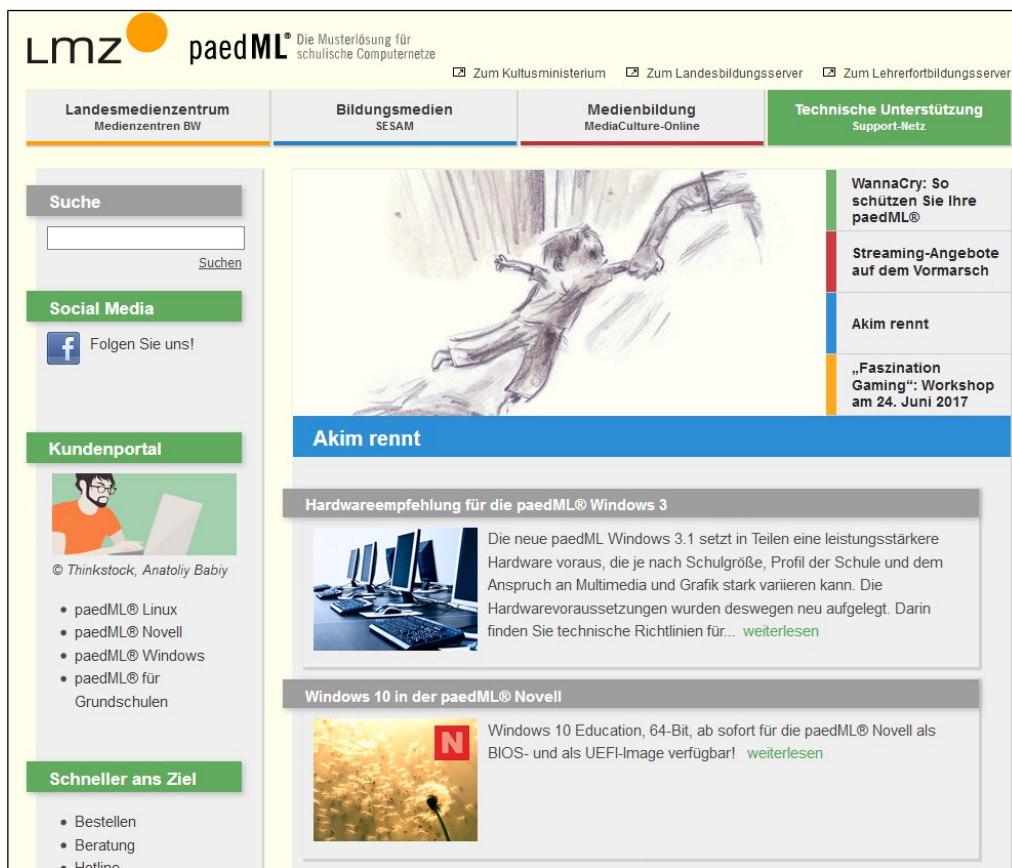 Lmz
paedML® Die Musterlösung für
schulische Computernetze
Zum Kultusministerium Zum Landesbildungsserver Zum Lehrerfortbildungsserver
Landesmedienzentrum
Medienzentren BW
Bildungsmedien
SESAM
Medienbildung
MediaCulture-Online
Technische Unterstützung
Support-Netz
Suche
Suchen
Social Media
f
Folgen Sie uns!
Kundenportal
© Thinkstock, Anatoliy Babiy
• paedML® Linux
• paedML® Novell
• paedML® Windows
• paedML® für
Grundschulen
Schneller ans Ziel
• Bestellen
• Beratung
• Hotline
WannaCry: So
schützen Sie Ihre
paedML®
Streaming-Angebote
auf dem Vormarsch
Akim rennt
„Faszination
Gaming“: Workshop
am 24. Juni 2017
Akim rennt
Hardwareempfehlung für die paedML® Windows 3
Die neue paedML Windows 3.1 setzt in Teilen eine leistungsstärkere
Hardware voraus, die je nach Schulgröße, Profil der Schule und dem
Anspruch an Multimedia und Grafik stark variieren kann. Die
Hardwarevoraussetzungen wurden deswegen neu aufgelegt. Darin
finden Sie technische Richtlinien für... weiterlesen
Windows 10 in der paedML® Novell
N
Windows 10 Education, 64-Bit, ab sofort für die paedML® Novell als
BIOS- und als UEFI-Image verfügbar! weiterlesen